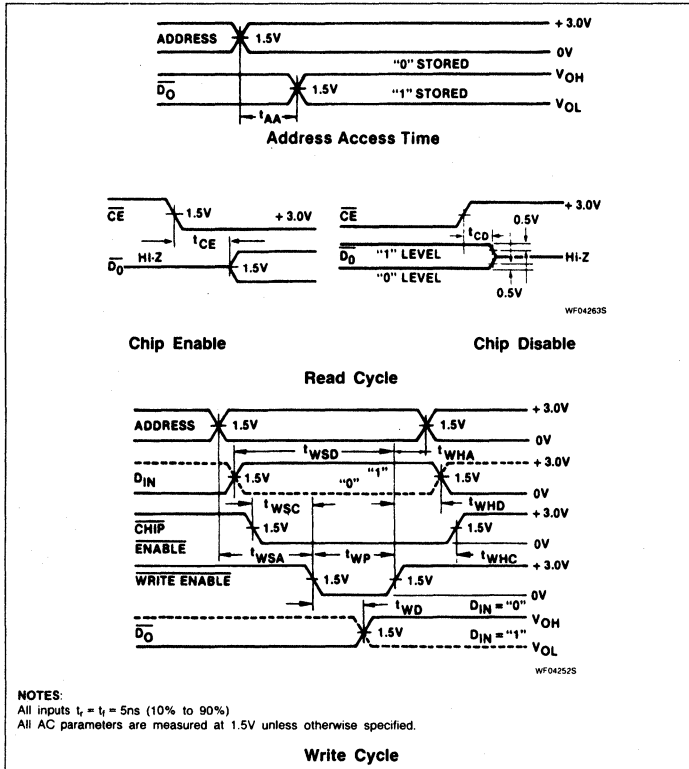 + 3.0V
ADDRESS 1.5V
0V
"0" STORED
VOH
DO 1.5V "1" STORED
VOL
tAA
Address Access Time
CE 1.5V + 3.0V
tCE
DO HI-Z
1.5V
+ 3.0V
CE 0.5V
tCD
DO "1" LEVEL HI-Z
"0" LEVEL
0.5V
WF04263S
Chip Enable Chip Disable
Read Cycle
+ 3.0V
ADDRESS 1.5V 1.5V
0V
tWSD tWHA
+ 3.0V
DIN 1.5V "1" "0" 1.5V
0V
tWSC tWHD
+ 3.0V
CHIP ENABLE 1.5V 1.5V
0V
tWSA tWP tWHC
+ 3.0V
WRITE ENABLE 1.5V 1.5V
0V
tWD DIN = "0"
VOH
DO 1.5V DIN = "1"
VOL
WF04252S
NOTES:
All inputs tr = tf = 5ns (10% to 90%)
All AC parameters are measured at 1.5V unless otherwise specified.
Write Cycle